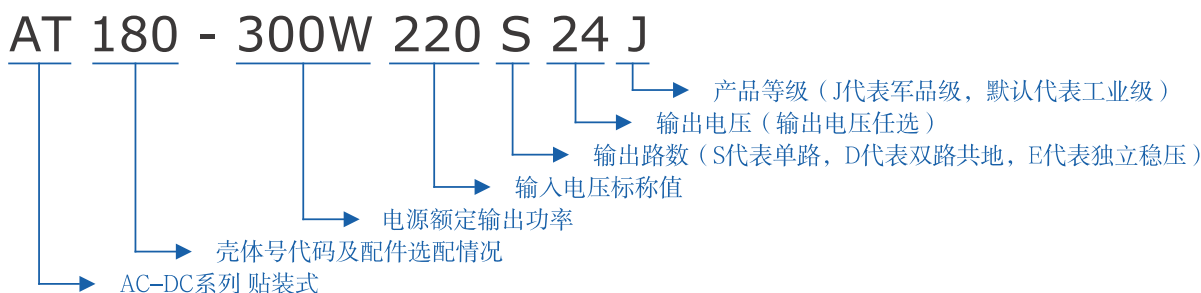 AT 180 - 300W 220 S 24 J
产品等级（J代表军品级，默认代表工业级）
输出电压（输出电压任选）
输出路数（S代表单路，D代表双路共地，E代表独立稳压）
输入电压标称值
电源额定输出功率
壳体号代码及配件选配情况
AC-DC系列 贴装式